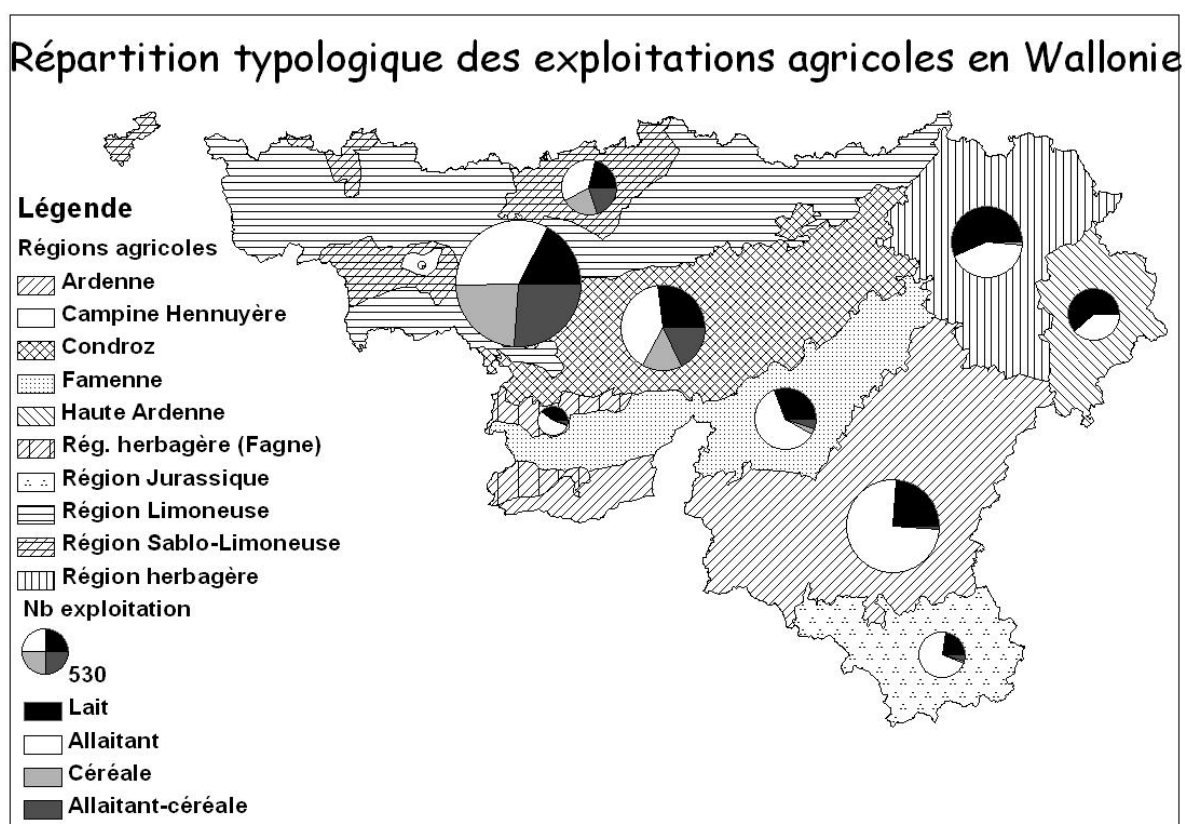 Répartition typologique des exploitations agricoles en Wallonie
Légende
Régions agricoles
Ardenne
Campine Hennuyère
Condroz
Famenne
Haute Ardenne
Rég. herbagère (Fagne)
Région Jurassique
Région Limoneuse
Région Sablo-Limoneuse
Région herbagère
Nb exploitation
530
Lait
Allaitant
Céréale
Allaitant-céréale